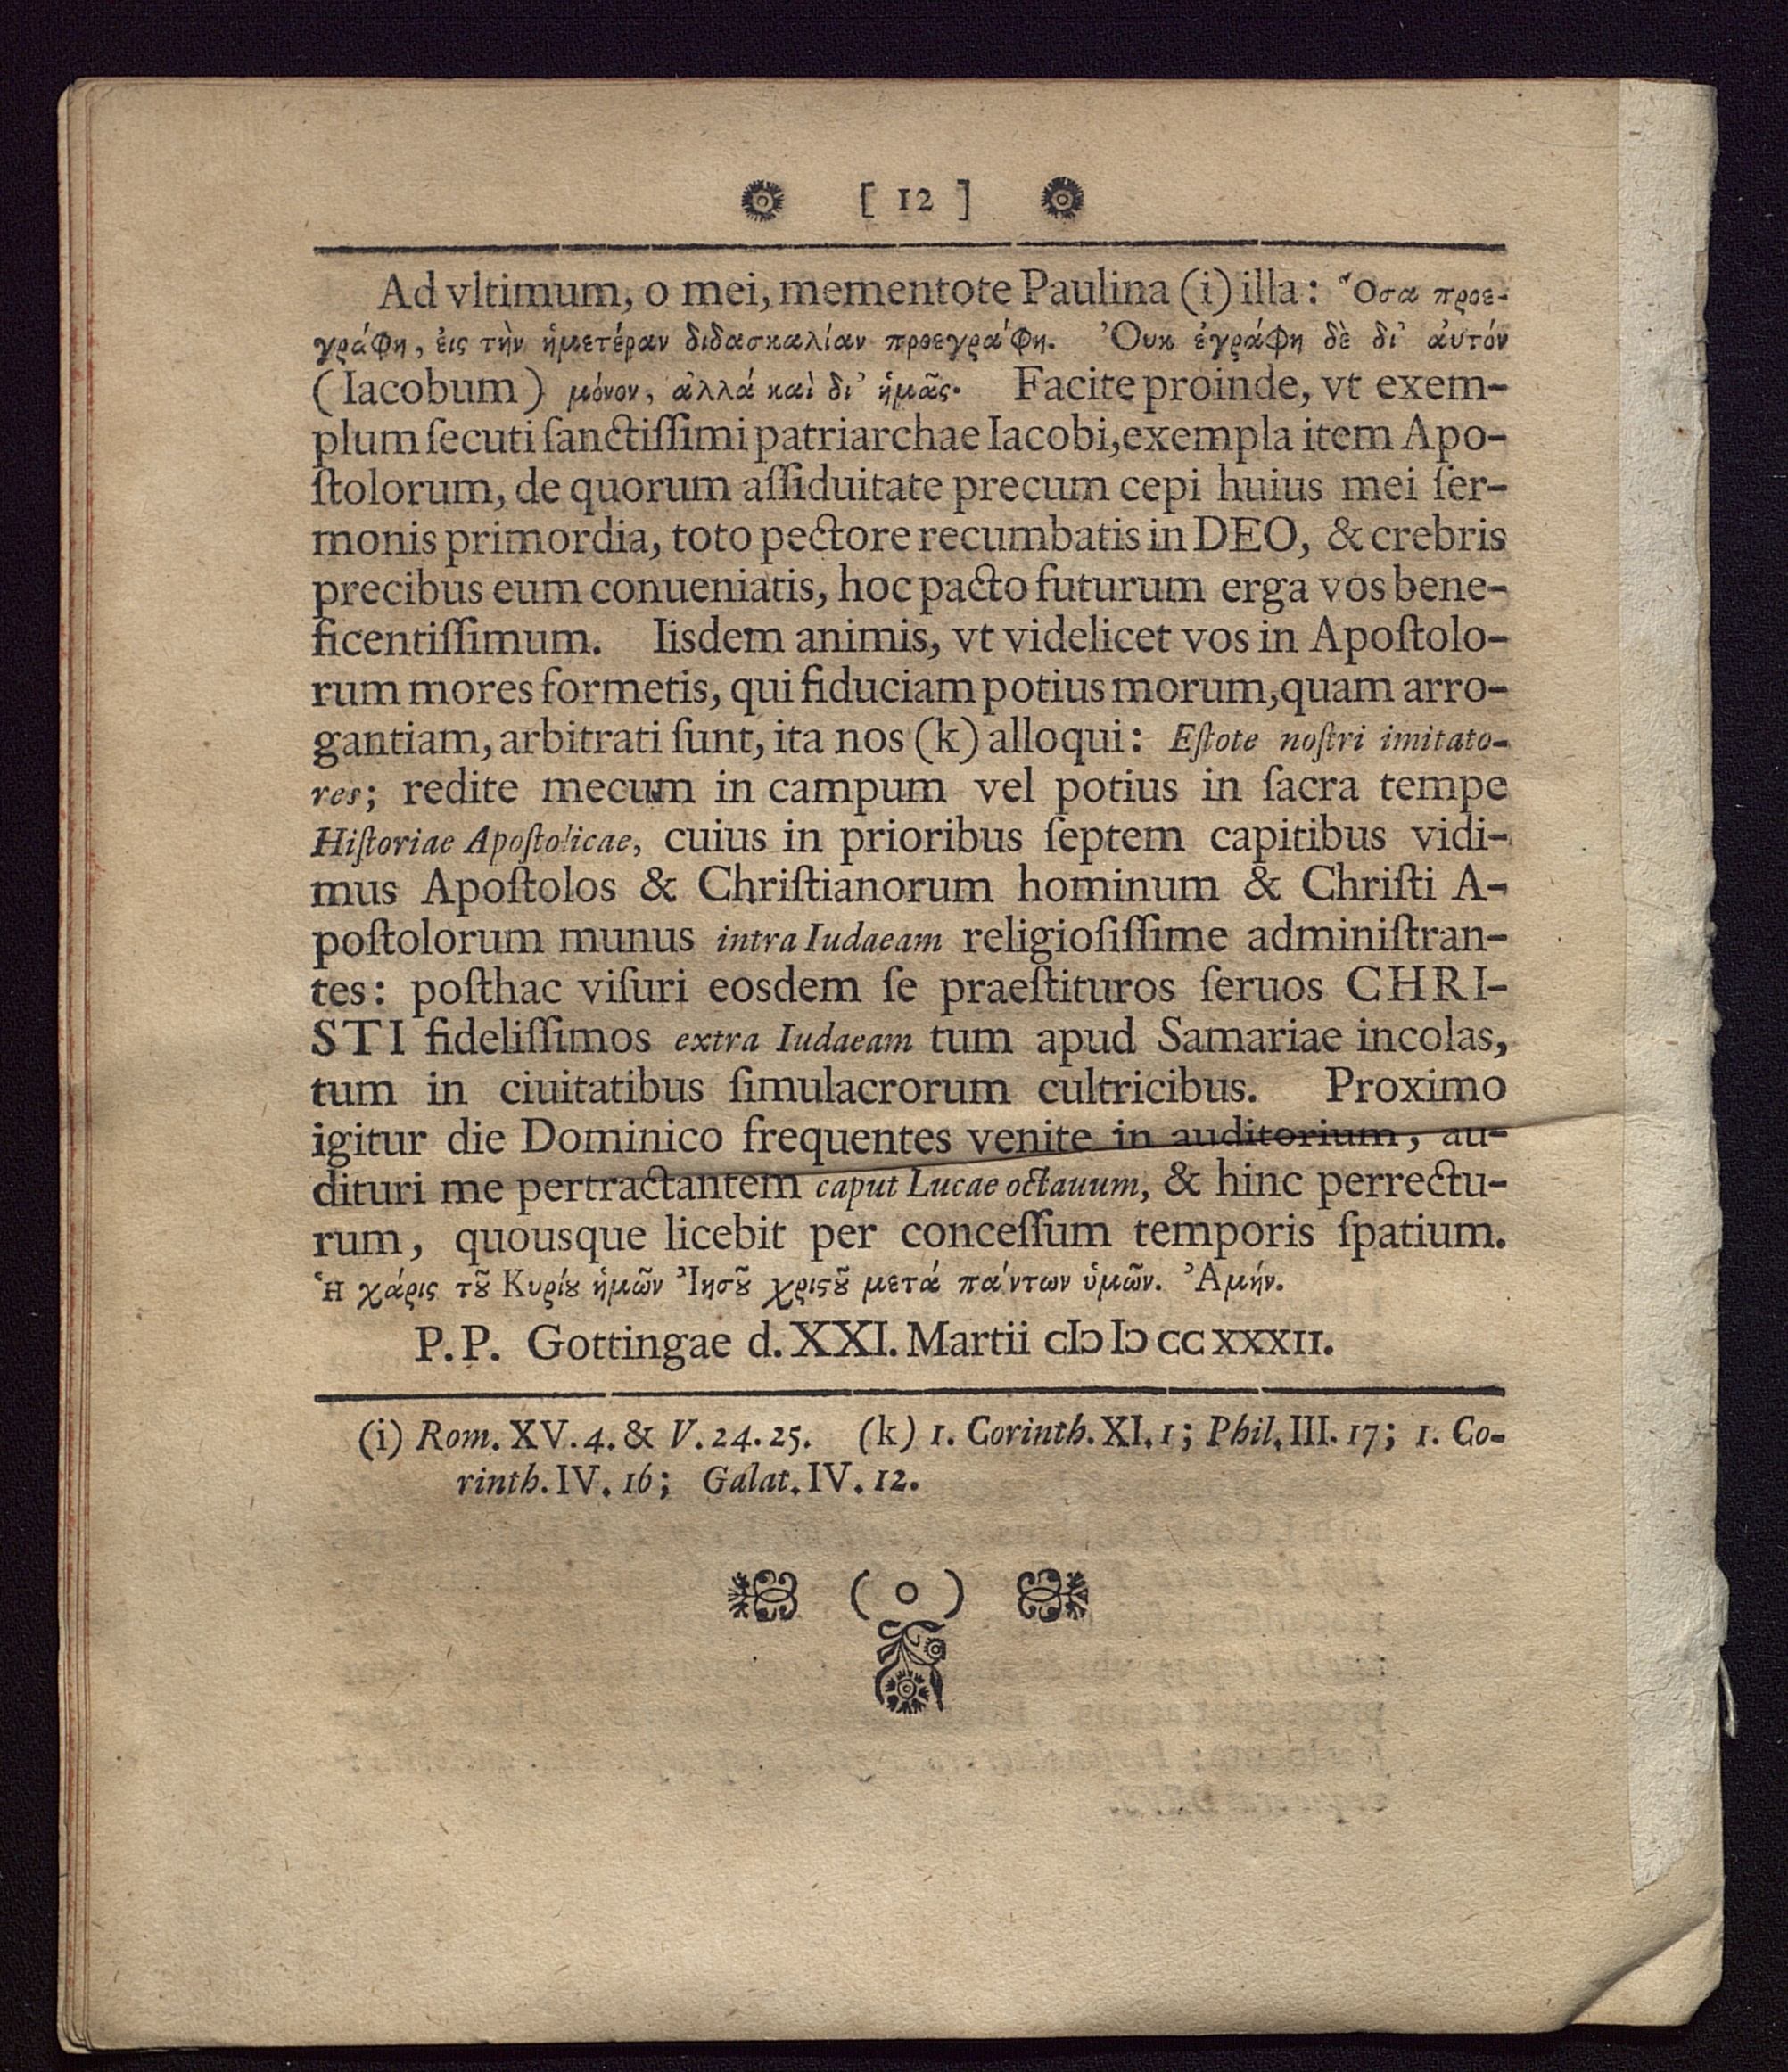 [ 12 ]
Ad vltimum, o mei, mementote Paulina (i) illa: Ὅσα προε-
γράφη, ἐις τὴν ἡμετέραν διδασκαλίαν προεγράφη. Ὀυκ ἐγράφη δὲ δι᾽ ἀυτόν
(Iacobum) μόνον, ἀλλά καὶ δι᾽ ἡμᾶς. Facite proinde, vt exem-
plum ſecuti ſanctiſſimi patriarchae Iacobi, exempla item Apo-
ſtolorum, de quorum aſſiduitate precum cepi huius mei ſer-
monis primordia, toto pectore recumbatis in DEO, & crebris
precibus eum conueniatis, hoc pacto futurum erga vos bene-
ficentiſſimum. Iisdem animis, vt videlicet vos in Apoſtolo-
rum mores formetis, qui fiduciam potius morum, quam arro-
gantiam, arbitrati ſunt, ita nos (k) alloqui: Eſtote noſtri imitato-
res; redite mecum in campum vel potius in ſacra tempe
Hiſtoriae Apoſtolicae, cuius in prioribus ſeptem capitibus vidi-
mus Apoſtolos & Chriſtianorum hominum & Chriſti A-
poſtolorum munus intra Iudaeam religioſiſſime adminiſtran-
tes: poſthac viſuri eosdem ſe praeſtituros ſeruos CHRI-
STI fideliſſimos extra Iudaeam tum apud Samariae incolas,
tum in ciuitatibus ſimulacrorum cultricibus. Proximo
igitur die Dominico frequentes venite in auditorium, au-
dituri me pertractantem caput Lucae octauum, & hinc perrectu-
rum, quousque licebit per conceſſum temporis ſpatium.
Ἡ χάρις τȣ͂ Κυρίȣ ἡμῶν Ἰησȣ͂ χριϛȣ͂ μετά πάντων ὑμῶν. Ἀμήν.
P. P. Gottingae d. XXI. Martii cIɔ Iɔ cc xxxII.
(i) Rom. XV. 4. & V. 24. 25. (k) 1. Corinth. XI. 1; Phil. III. 17; 1. Co-
rinth. IV. 16; Galat. IV. 12.
( o )